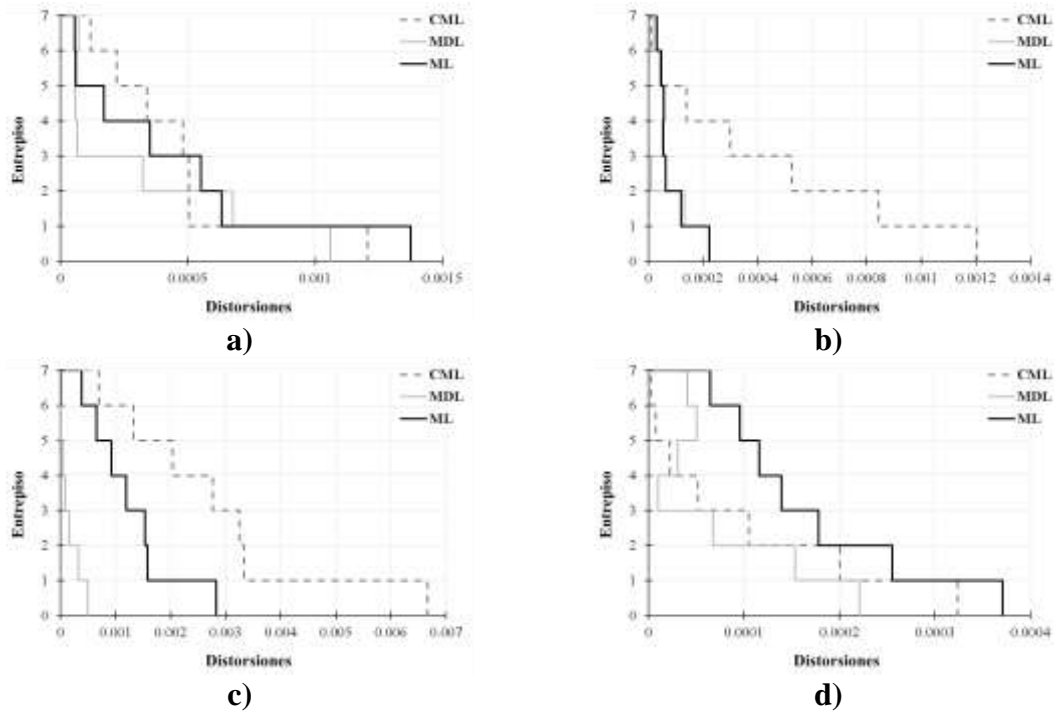 7
6
5
4
3
2
1
0
Entrepiso
0 0.0005 0.001 0.0015
Distorsiones
CML
MDL
ML
a)
7
6
5
4
3
2
1
0
Entrepiso
0 0.0002 0.0004 0.0006 0.0008 0.001 0.0012 0.0014
Distorsiones
CML
MDL
ML
b)
7
6
5
4
3
2
1
0
Entrepiso
0 0.001 0.002 0.003 0.004 0.005 0.006 0.007
Distorsiones
CML
MDL
ML
c)
7
6
5
4
3
2
1
0
Entrepiso
0 0.0001 0.0002 0.0003 0.0004
Distorsiones
CML
MDL
ML
d)